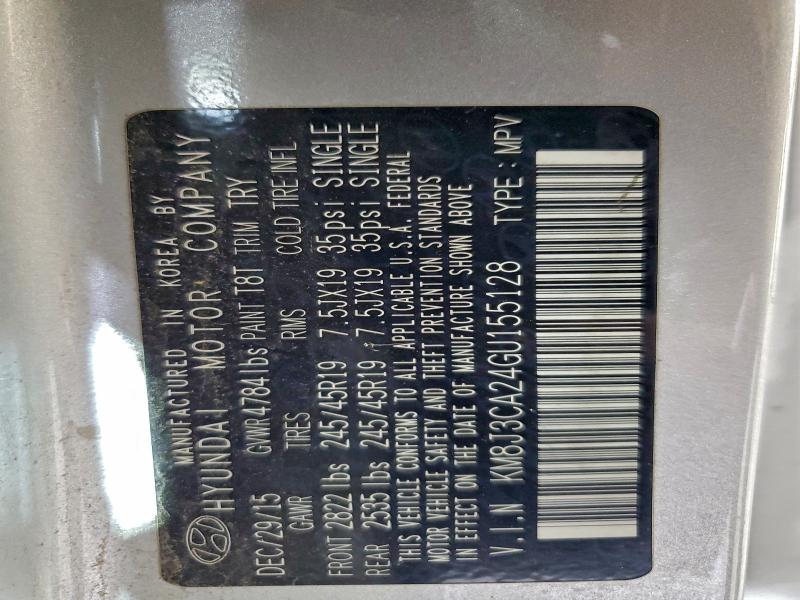 MANUFACTURED IN KOREA BY
HYUNDAI MOTOR COMPANY
DEC/29/15 GVWR 4784lbs PAINT T8T TRIM TRY
GAWR TIRES RIMS COLD TIRE INFL
FRONT 2822 lbs 245/45R19 7.5JX19 35psi SINGLE
REAR 2535 lbs 245/45R19 7.5JX19 35psi SINGLE
THIS VEHICLE CONFORMS TO ALL APPLICABLE U.S.A. FEDERAL
MOTOR VEHICLE SAFETY AND THEFT PREVENTION STANDARDS
IN EFFECT ON THE DATE OF MANUFACTURE SHOWN ABOVE
V.I.N KM8J3CA24GU155128 TYPE : MPV